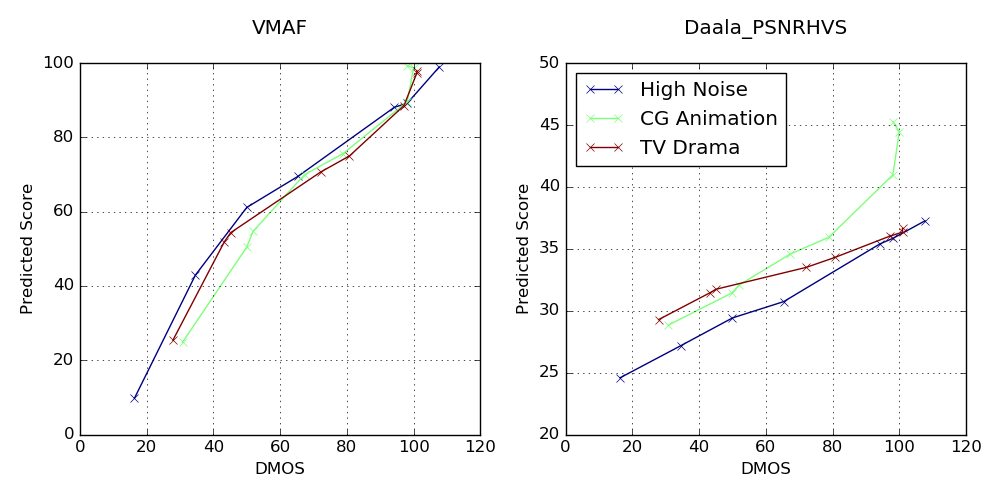 VMAF
100
80
60
40
20
0
0 20 40 60 80 100 120
Predicted Score
DMOS
Daala_PSNRHVS
50
45
40
35
30
25
20
0 20 40 60 80 100 120
Predicted Score
DMOS
High Noise
CG Animation
TV Drama